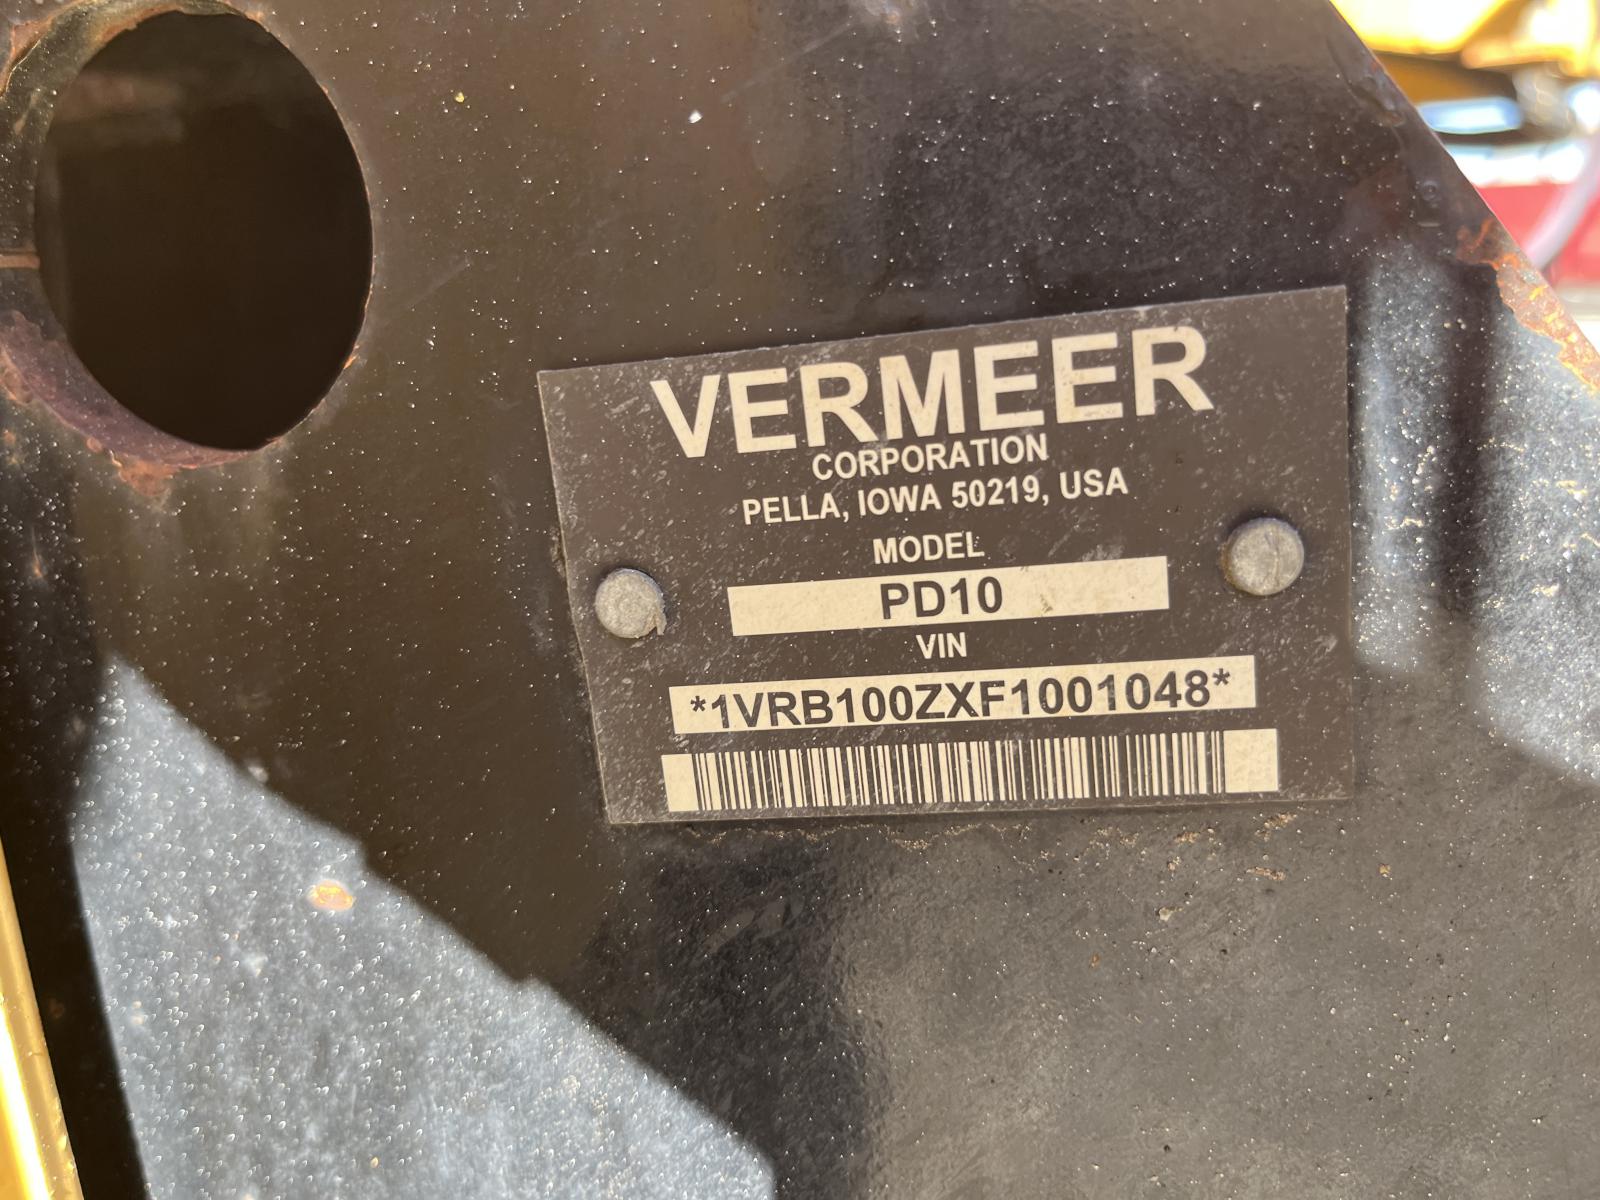 VERMEER
CORPORATION
PELLA, IOWA 50219, USA
MODEL
PD10
VIN
*1VRB100ZXF1001048*